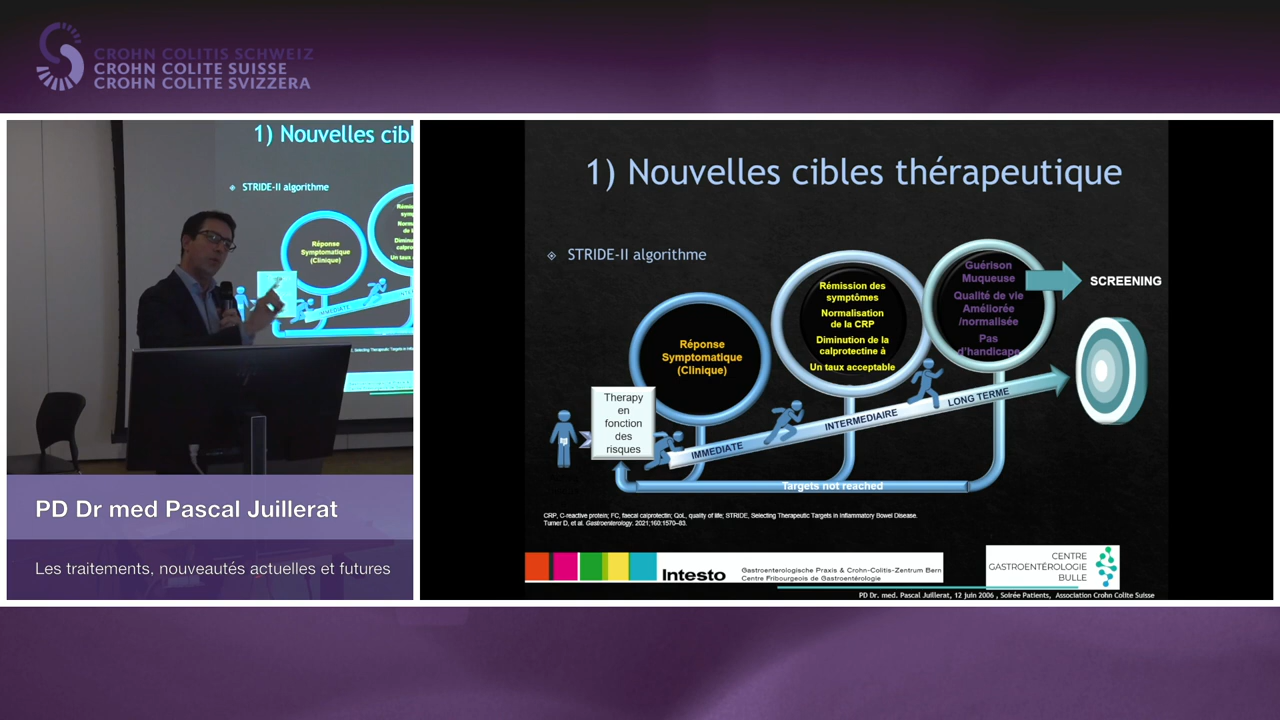 CROHN COLITIS SCHWEIZ
CROHN COLITE SUISSE
CROHN COLITE SVIZZERA
1) Nouvelles cibl
STRIDE-II algorithme
Réponse
Symptomatique
(Clinique)
PD Dr med Pascal Juillerat
Les traitements, nouveautés actuelles et futures
1) Nouvelles cibles thérapeutique
STRIDE-II algorithme
Réponse
Symptomatique
(Clinique)
Rémission des
symptômes
Normalisation
de la CRP
Diminution de la
calprotectine à
Un taux acceptable
Guérison
Muqueuse
Qualité de vie
Améliorée
/normalisée
Pas
d'handicape
SCREENING
Therapy
en
fonction
des
risques
IMMEDIATE
INTERMEDIAIRE
LONG TERME
Targets not reached
CRP, C-reactive protein; FC, faecal calprotectin; QoL, quality of life; STRIDE, Selecting Therapeutic Targets in Inflammatory Bowel Disease.
Turner D, et al. Gastroenterology. 2021;160:1570–83.
Intesto
Gastroenterologische Praxis & Crohn-Colitis-Zentrum Bern
Centre Fribourgeois de Gastroentérologie
CENTRE
GASTROENTÉROLOGIE
BULLE
PD Dr. med. Pascal Juillerat, 12 juin 2006 , Soirée Patients, Association Crohn Colite Suisse